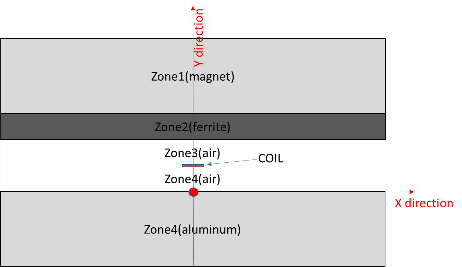 Y direction
Zone1(magnet)
Zone2(ferrite)
Zone3(air)
COIL
Zone4(air)
X direction
Zone4(aluminum)